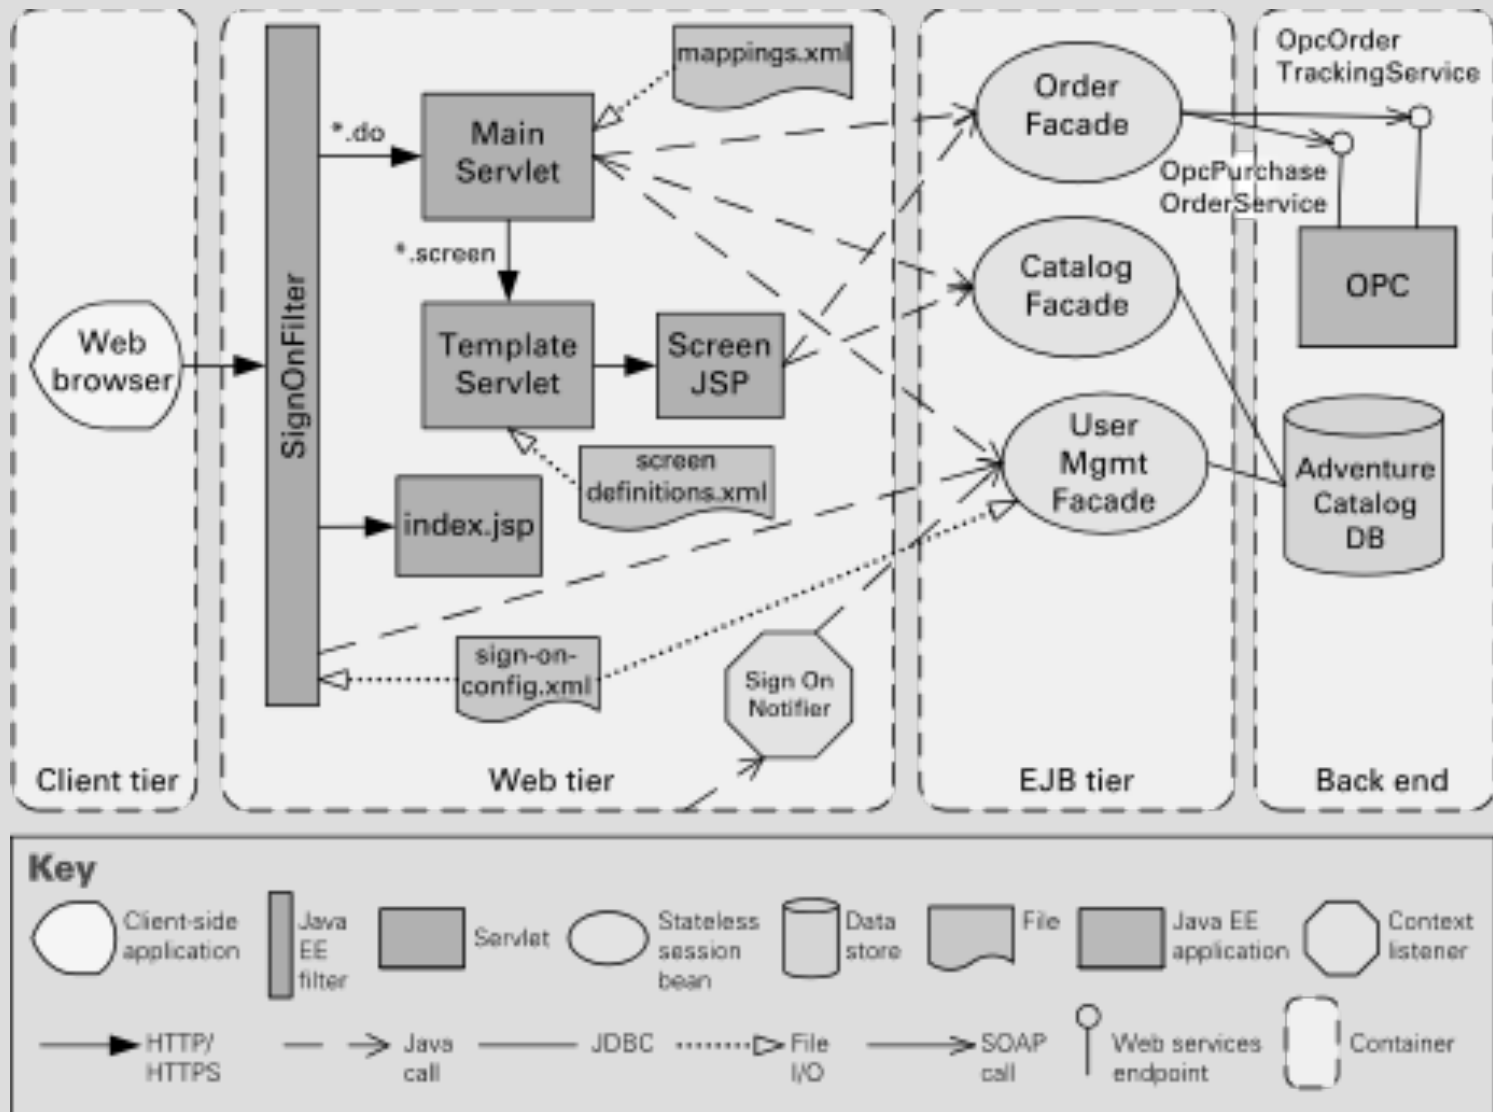 OpcOrder
TrackingService
mappings.xml
Order
Facade
*.do
Main
Servlet
OpcPurchase
OrderService
*.screen
Catalog
Facade
OPC
SignOnFilter
Web
browser
Template
Servlet
Screen
JSP
User
Mgmt
Facade
screen
definitions.xml
Adventure
Catalog
DB
index.jsp
sign-on-
config.xml
Sign On
Notifier
Client tier
Web tier
EJB tier
Back end
Key
Client-side
application
Java
EE
filter
Servlet
Stateless
session
bean
Data
store
File
Java EE
application
Context
listener
HTTP/
HTTPS
Java
call
JDBC
File
I/O
SOAP
call
Web services
endpoint
Container